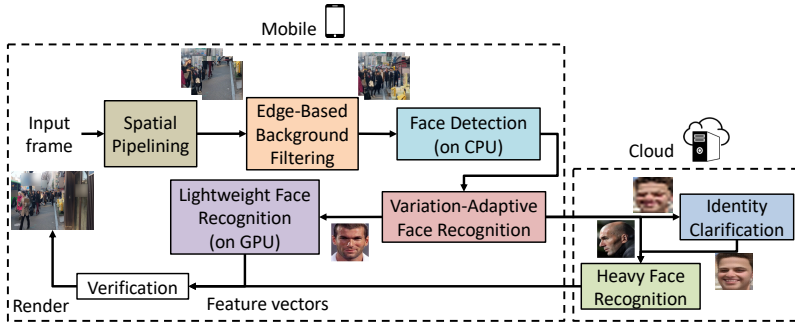 Mobile
Input
frame
Spatial
Pipelining
Edge-Based
Background
Filtering
Face Detection
(on CPU)
Cloud
Lightweight Face
Recognition
(on GPU)
Variation-Adaptive
Face Recognition
Identity
Clarification
Heavy Face
Recognition
Verification
Render
Feature vectors